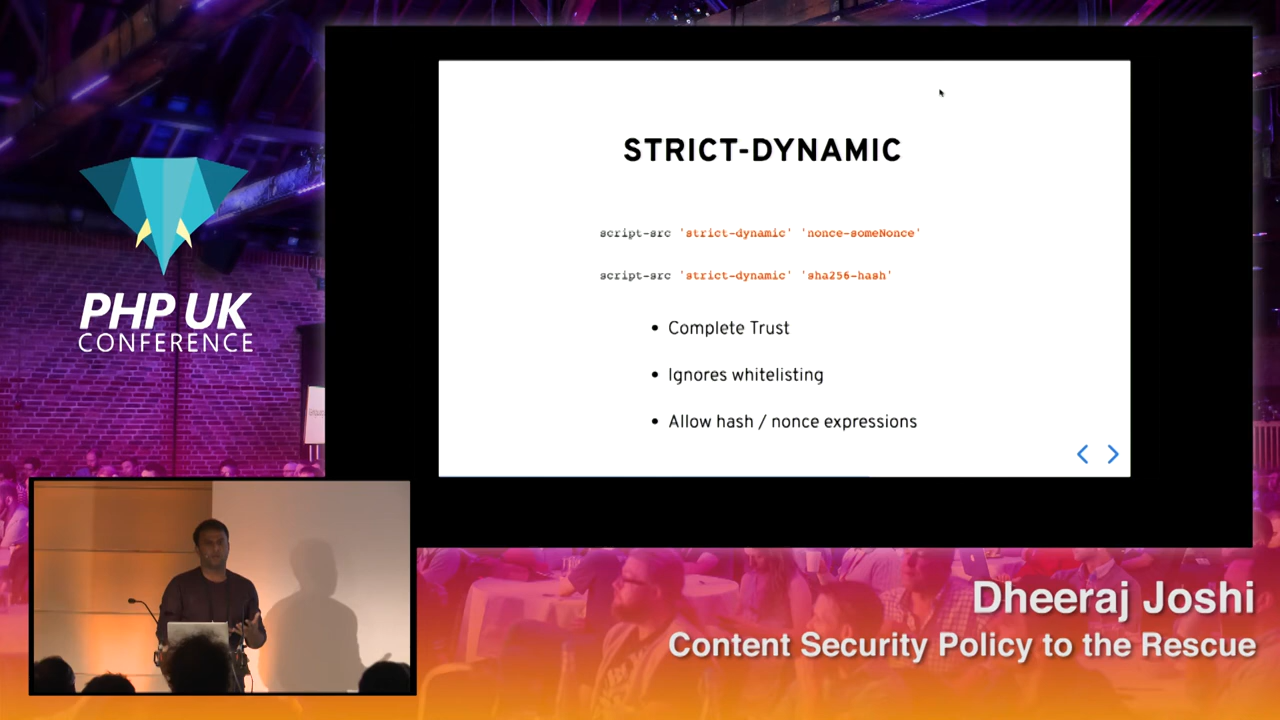 PHP UK
CONFERENCE
STRICT-DYNAMIC
script-src 'strict-dynamic' 'nonce-someNonce'
script-src 'strict-dynamic' 'sha256-hash'
• Complete Trust
• Ignores whitelisting
• Allow hash / nonce expressions
Dheeraj Joshi
Content Security Policy to the Rescue